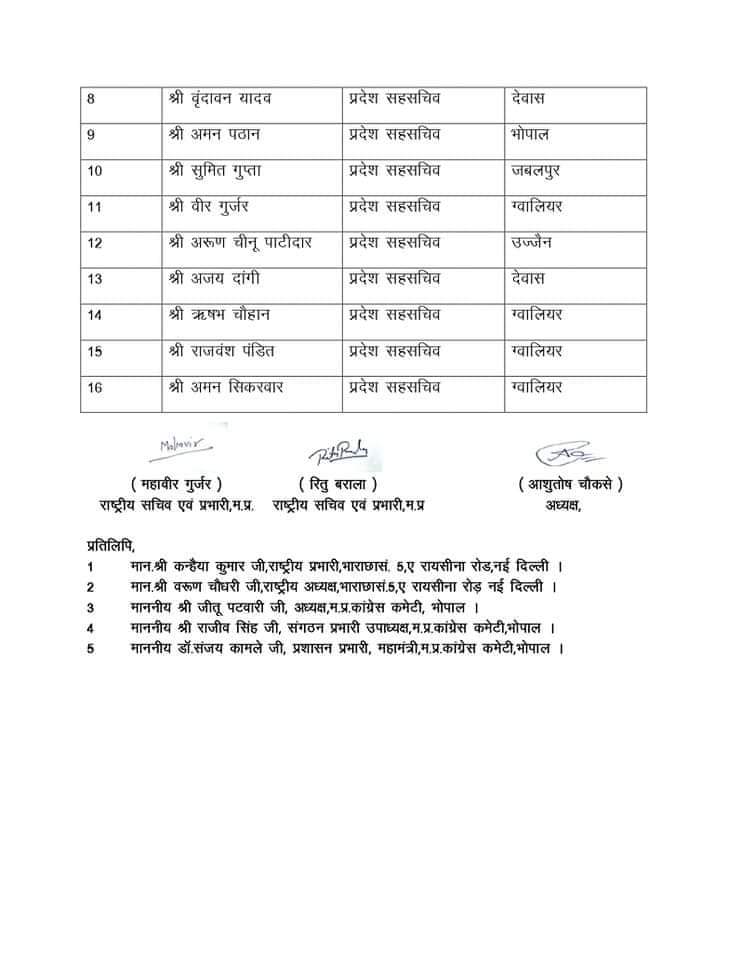 8 श्री वृंदावन यादव प्रदेश सहसचिव देवास
9 श्री अमन पठान प्रदेश सहसचिव भोपाल
10 श्री सुमित गुप्ता प्रदेश सहसचिव जबलपुर
11 श्री वीर गुर्जर प्रदेश सहसचिव ग्वालियर
12 श्री अरूण चीनू पाटीदार प्रदेश सहसचिव उज्जैन
13 श्री अजय दांगी प्रदेश सहसचिव देवास
14 श्री ऋषभ चौहान प्रदेश सहसचिव ग्वालियर
15 श्री राजवंश पंडित प्रदेश सहसचिव ग्वालियर
16 श्री अमन सिकरवार प्रदेश सहसचिव ग्वालियर
Mahavir
( महावीर गुर्जर ) ( रितु बराला ) ( आशुतोष चौकसे )
राष्ट्रीय सचिव एवं प्रभारी,म.प्र. राष्ट्रीय सचिव एवं प्रभारी,म.प्र अध्यक्ष,
प्रतिलिपि,
1 मान.श्री कन्हैया कुमार जी,राष्ट्रीय प्रभारी,भाराछासं. 5,ए रायसीना रोड,नई दिल्ली ।
2 मान.श्री वरूण चौधरी जी,राष्ट्रीय अध्यक्ष,भाराछासं.5,ए रायसीना रोड़ नई दिल्ली ।
3 माननीय श्री जीतू पटवारी जी, अध्यक्ष,म.प्र.कांग्रेस कमेटी, भोपाल ।
4 माननीय श्री राजीव सिंह जी, संगठन प्रभारी उपाध्यक्ष,म.प्र.कांग्रेस कमेटी,भोपाल ।
5 माननीय डॉ.संजय कामले जी, प्रशासन प्रभारी, महामंत्री,म.प्र.कांग्रेस कमेटी,भोपाल ।